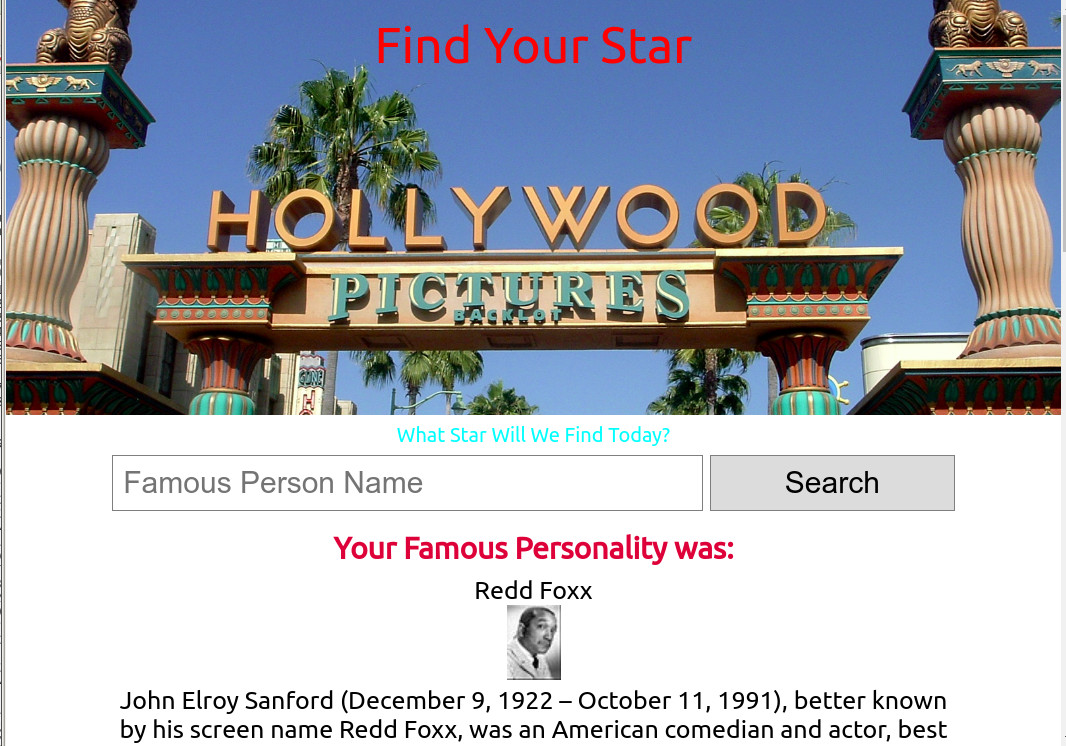 Find Your Star
HOLLYWOOD
PICTURES
BACKLOT
What Star Will We Find Today?
Famous Person Name
Search
Your Famous Personality was:
Redd Foxx
John Elroy Sanford (December 9, 1922 – October 11, 1991), better known
by his screen name Redd Foxx, was an American comedian and actor, best